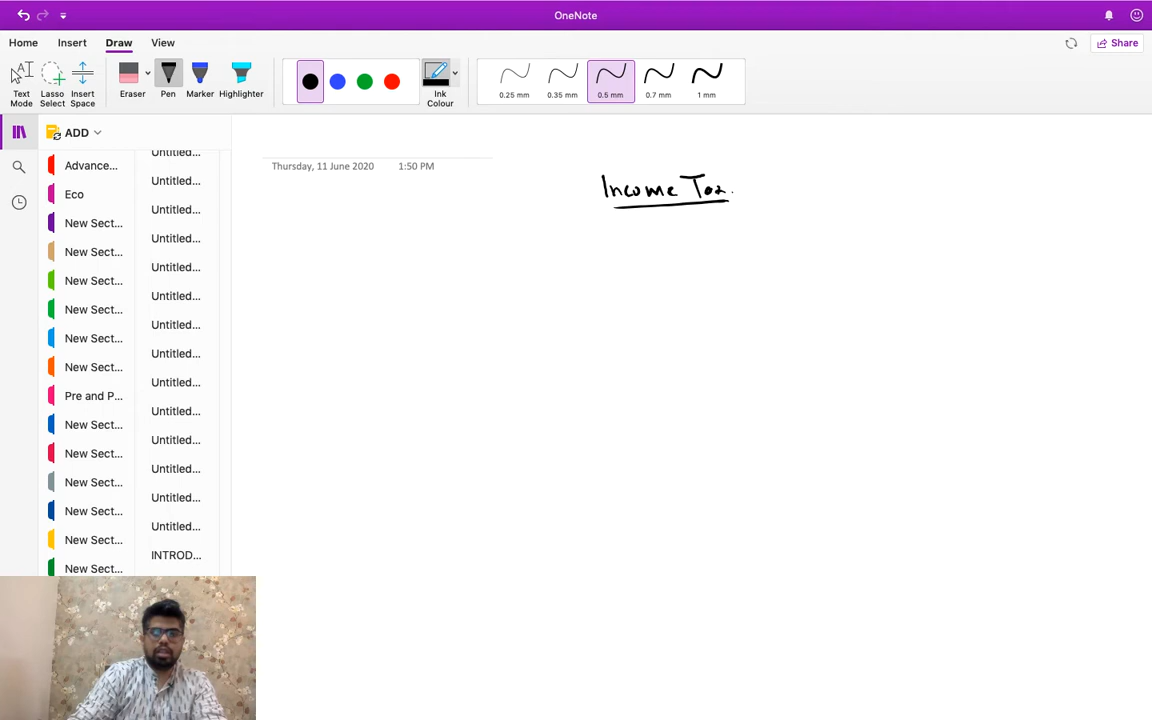 OneNote
Home Insert Draw View Share
Text Mode
Lasso Select
Insert Space
Eraser
Pen
Marker
Highlighter
Ink Colour
0.25 mm
0.35 mm
0.5 mm
0.7 mm
1 mm
ADD
Advance...
Eco
New Sect...
New Sect...
New Sect...
New Sect...
New Sect...
New Sect...
Pre and P...
New Sect...
New Sect...
New Sect...
New Sect...
New Sect...
New Sect...
Untitled...
Untitled...
Untitled...
Untitled...
Untitled...
Untitled...
Untitled...
Untitled...
Untitled...
Untitled...
Untitled...
Untitled...
Untitled...
Untitled...
INTROD...
Thursday, 11 June 2020 1:50 PM
Income Tax.